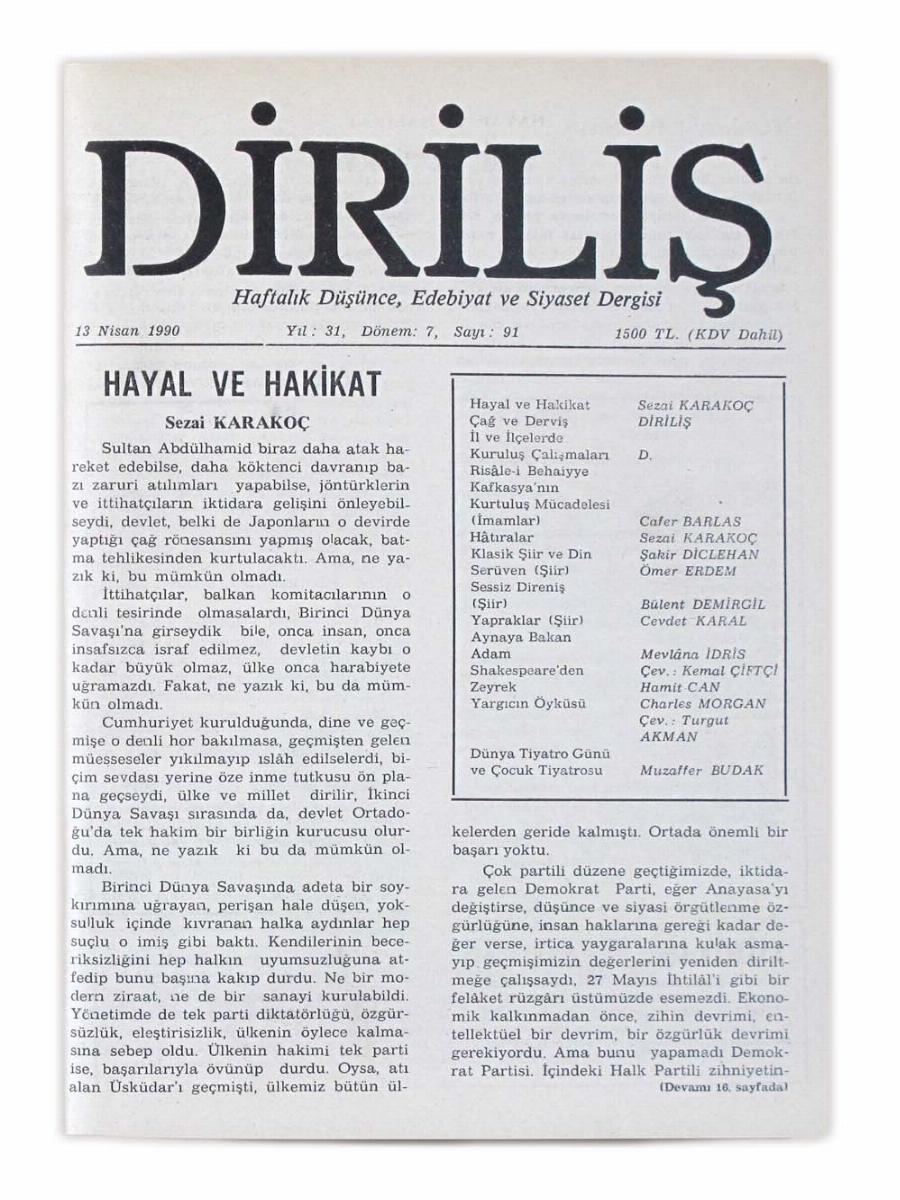 DİRİLİŞ
Haftalık Düşünce, Edebiyat ve Siyaset Dergisi
13 Nisan 1990 Yıl : 31, Dönem: 7, Sayı : 91 1500 TL. (KDV Dahil)
HAYAL VE HAKİKAT
Sezai KARAKOÇ
Sultan Abdülhamid biraz daha atak ha-
reket edebilse, daha köktenci davranıp ba-
zı zaruri atılımları yapabilse, jöntürklerin
ve ittihatçıların iktidara gelişini önleyebil-
seydi, devlet, belki de Japonların o devirde
yaptığı çağ rönesansını yapmış olacak, bat-
ma tehlikesinden kurtulacaktı. Ama, ne ya-
zık ki, bu mümkün olmadı.
İttihatçılar, balkan komitacılarının o
denli tesirinde olmasalardı, Birinci Dünya
Savaşı'na girseydik bile, onca insan, onca
insafsızca israf edilmez, devletin kaybı o
kadar büyük olmaz, ülke onca harabiyete
uğramazdı. Fakat, ne yazık ki, bu da müm-
kün olmadı.
Cumhuriyet kurulduğunda, dine ve geç-
mişe o denli hor bakılmasa, geçmişten gelen
müesseseler yıkılmayıp ıslâh edilselerdi, bi-
çim sevdası yerine öze inme tutkusu ön pla-
na geçseydi, ülke ve millet dirilir, İkinci
Dünya Savaşı sırasında da, devlet Ortado-
ğu'da tek hakim bir birliğin kurucusu olur-
du. Ama, ne yazık ki bu da mümkün ol-
madı.
Birinci Dünya Savaşında adeta bir soy-
kırımına uğrayan, perişan hale düşen, yok-
sulluk içinde kıvranan halka aydınlar hep
suçlu o imiş gibi baktı. Kendilerinin bece-
riksizliğini hep halkın uyumsuzluğuna at-
fedip bunu başına kakıp durdu. Ne bir mo-
dern ziraat, ne de bir sanayi kurulabildi.
Yönetimde de tek parti diktatörlüğü, özgür-
süzlük, eleştirisizlik, ülkenin öylece kalma-
sına sebep oldu. Ülkenin hakimi tek parti
ise, başarılarıyla övünüp durdu. Oysa, atı
alan Üsküdar'ı geçmişti, ülkemiz bütün ül-
Hayal ve Hakikat Sezai KARAKOÇ
Çağ ve Derviş DİRİLİŞ
İl ve İlçelerde
Kuruluş Çalışmaları D.
Risâle-i Behaiyye
Kafkasya'nın
Kurtuluş Mücadelesi
(İmamlar) Cafer BARLAS
Hâtıralar Sezai KARAKOÇ
Klasik Şiir ve Din Şakir DİCLEHAN
Serüven (Şiir) Ömer ERDEM
Sessiz Direniş
(Şiir) Bülent DEMİRGİL
Yapraklar (Şiir) Cevdet KARAL
Aynaya Bakan
Adam Mevlâna İDRİS
Shakespeare'den Çev. : Kemal ÇİFTÇİ
Zeyrek Hamit CAN
Yargıcın Öyküsü Charles MORGAN
Çev. : Turgut
AKMAN
Dünya Tiyatro Günü
ve Çocuk Tiyatrosu Muzaffer BUDAK
kelerden geride kalmıştı. Ortada önemli bir
başarı yoktu.
Çok partili düzene geçtiğimizde, iktida-
ra gelen Demokrat Parti, eğer Anayasa'yı
değiştirse, düşünce ve siyasi örgütlenme öz-
gürlüğüne, insan haklarına gereği kadar de-
ğer verse, irtica yaygaralarına kulak asma-
yıp geçmişimizin değerlerini yeniden dirilt-
meğe çalışsaydı, 27 Mayıs İhtilâl'i gibi bir
felâket rüzgârı üstümüzde esemezdi. Ekono-
mik kalkınmadan önce, zihin devrimi, en-
tellektüel bir devrim, bir özgürlük devrimi
gerekiyordu. Ama bunu yapamadı Demok-
rat Partisi. İçindeki Halk Partili zihniyetin-
(Devamı 16. sayfada)